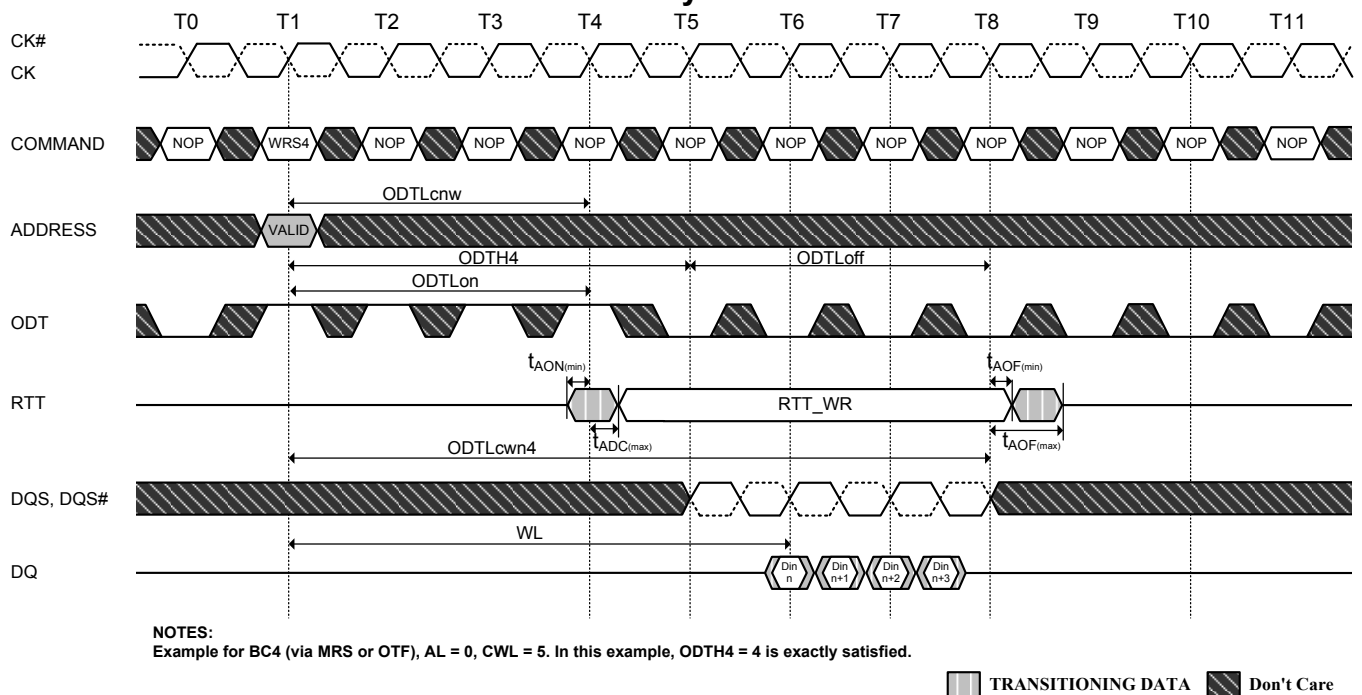 T0 T1 T2 T3 T4 T5 T6 T7 T8 T9 T10 T11
CK#
CK
COMMAND NOP WRS4 NOP NOP NOP NOP NOP NOP NOP NOP NOP NOP
ODTLcnw
ADDRESS VALID
ODTH4 ODTLoff
ODTLon
ODT
tAON(min) tAOF(min)
RTT RTT_WR
tADC(max) tAOF(max)
ODTLcwn4
DQS, DQS#
WL
DQ Din n Din n+1 Din n+2 Din n+3
NOTES:
Example for BC4 (via MRS or OTF), AL = 0, CWL = 5. In this example, ODTH4 = 4 is exactly satisfied.
TRANSITIONING DATA Don't Care